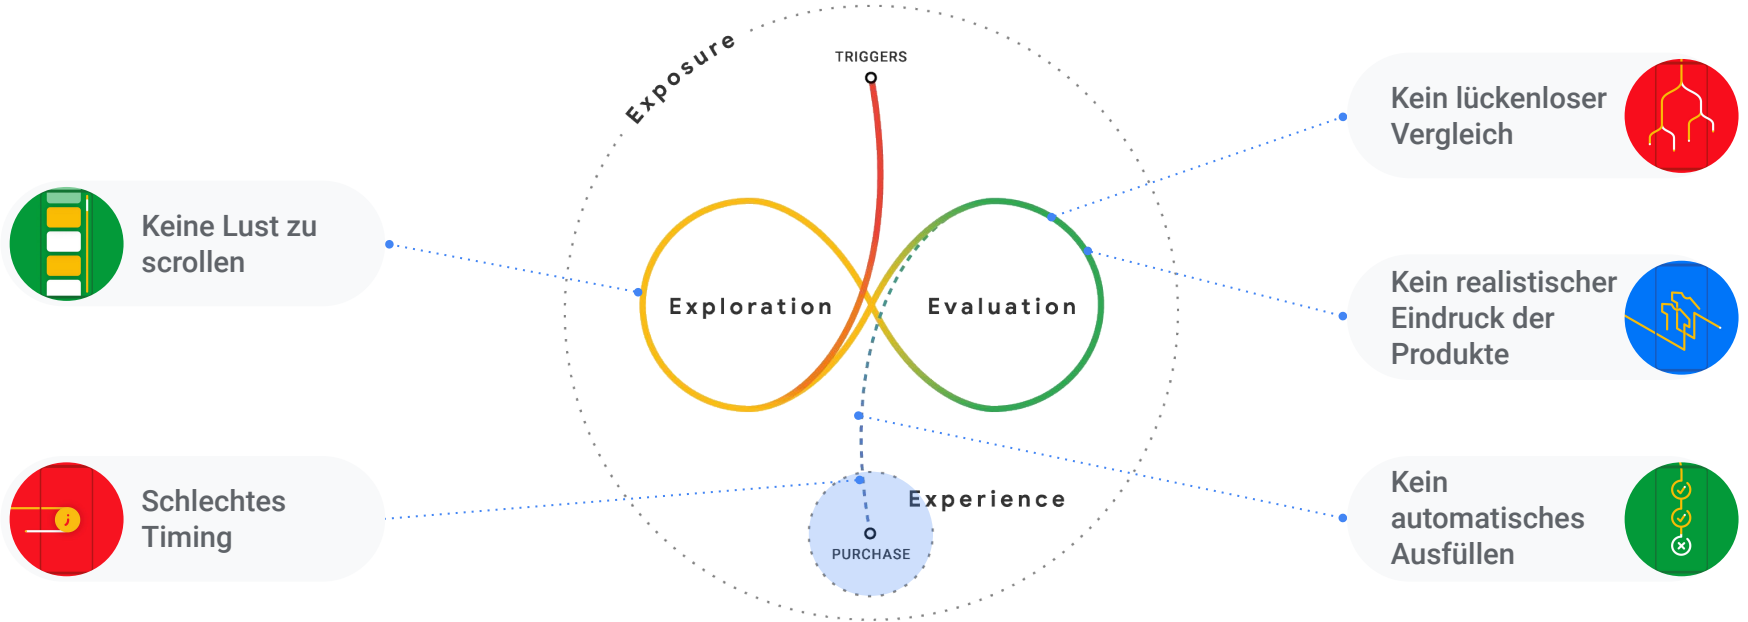 Exposure
TRIGGERS
Kein lückenloser
Vergleich
Keine Lust zu
scrollen
Exploration
Evaluation
Kein realistischer
Eindruck der
Produkte
Schlechtes
Timing
Experience
PURCHASE
Kein
automatisches
Ausfüllen